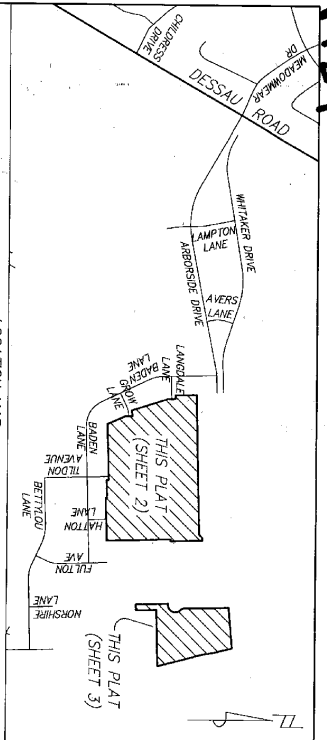 CHILDRESS
DRIVE
MEADOWMEAR
DR
DESSAU ROAD
WHITAKER DRIVE
LAMPTON
LANE
ARBORSIDE DRIVE
AVERS
LANE
LANGDALE
LANE
BADEN
LANE
GROW
LANE
THIS PLAT
(SHEET 2)
BADEN
LANE
TILDON
AVENUE
HATTON
LANE
BETTYLOU
LANE
FULTON
AVE
NORSHIRE
LANE
THIS PLAT
(SHEET 3)